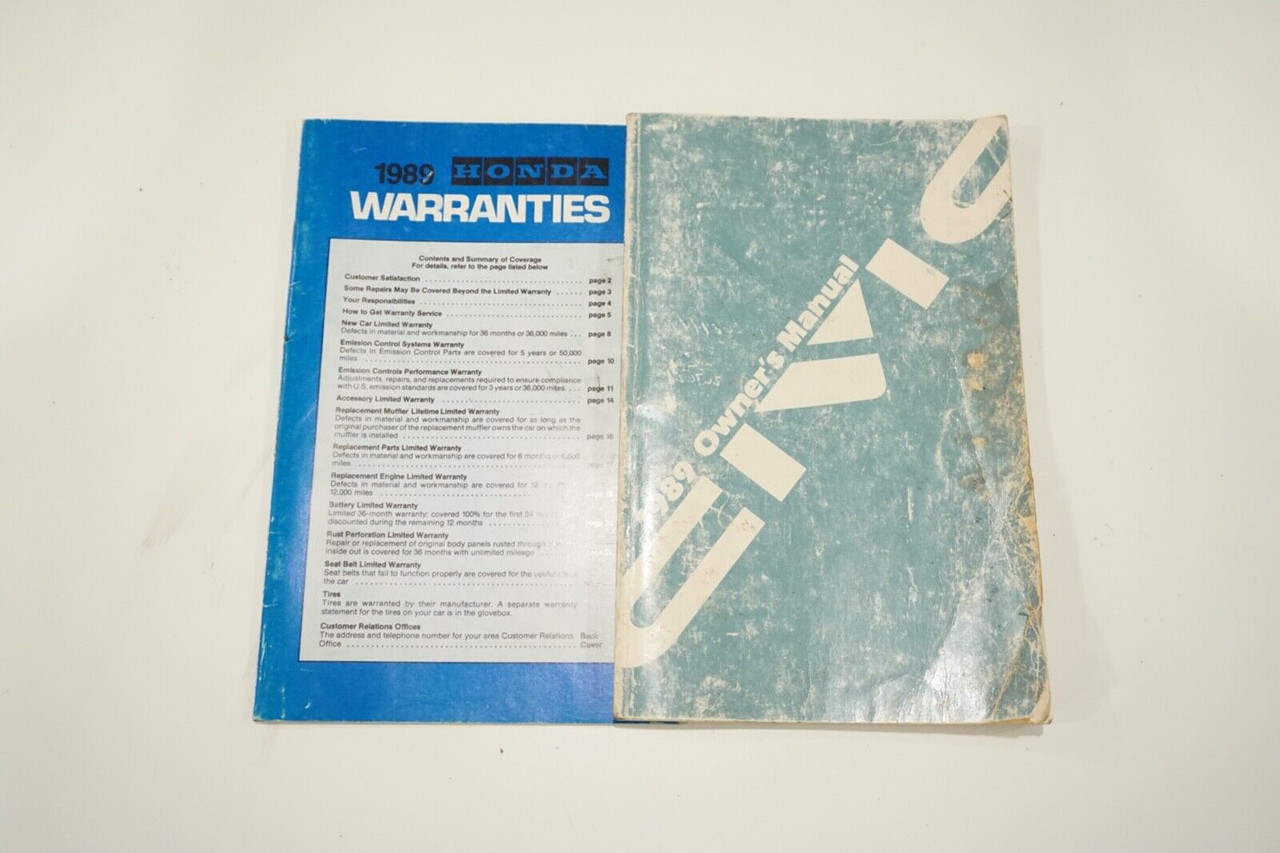 1989 HONDA
WARRANTIES
Contents and Summary of Coverage
For details, refer to the page listed below
Customer Satisfaction page 2
Some Repairs May Be Covered Beyond the Limited Warranty page 3
Your Responsibilities page 4
How to Get Warranty Service page 5
New Car Limited Warranty
Defects in material and workmanship for 36 months or 36,000 miles page 8
Emission Control Systems Warranty
Defects in Emission Control Parts are covered for 5 years or 50,000
miles page 10
Emission Controls Performance Warranty
Adjustments, repairs, and replacements required to ensure compliance
with U.S. emission standards are covered for 3 years or 36,000 miles. page 11
Accessory Limited Warranty page 14
Replacement Muffler Lifetime Limited Warranty
Defects in material and workmanship are covered for as long as the
original purchaser of the replacement muffler owns the car on which the
muffler is installed page 16
Replacement Parts Limited Warranty
Defects in material and workmanship are covered for 6 months or
miles
Replacement Engine Limited Warranty
Defects in material and workmanship are covered for
12,000 miles
Battery Limited Warranty
Limited 36-month warranty; covered 100% for the first
discounted during the remaining 12 months
Rust Perforation Limited Warranty
Repair or replacement of original body panels rusted through
inside out is covered for 36 months with unlimited mileage
Seat Belt Limited Warranty
Seat belts that fail to function properly are covered for the
the car
Tires
Tires are warranted by their manufacturer. A separate warranty
statement for the tires on your car is in the glovebox.
Customer Relations Offices
The address and telephone number for your area Customer Relations Back
Office Cover
1989 Owner's Manual
CIVIC